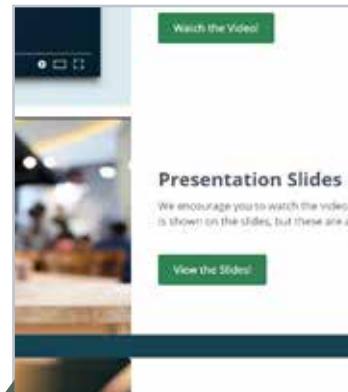 Watch the Video!
Presentation Slides
We encourage you to watch the video
is shown on the slides, but these are a
View the Slides!